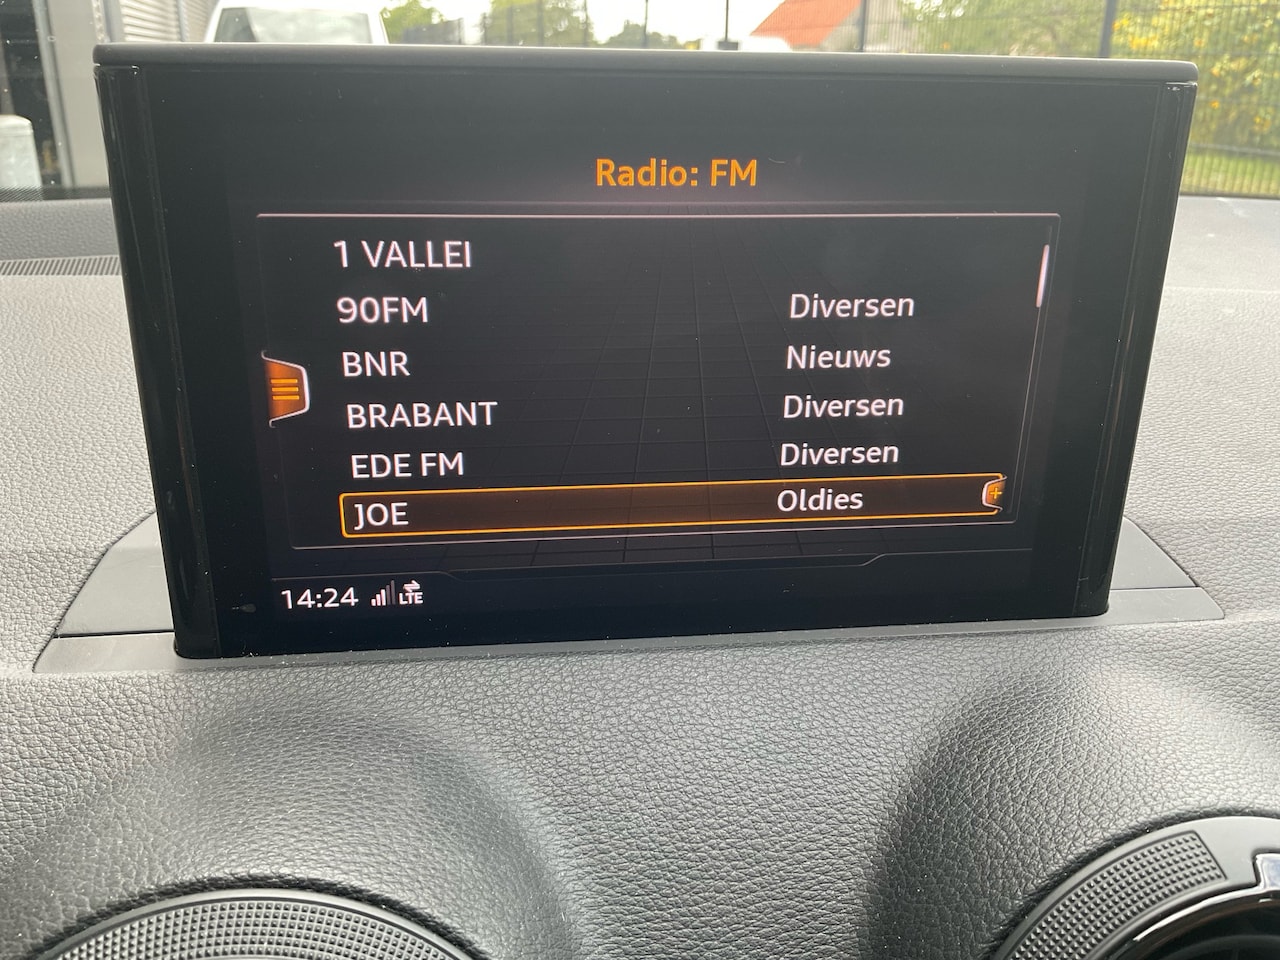 Radio: FM
1 VALLEI
90FM Diversen
BNR Nieuws
BRABANT Diversen
EDE FM Diversen
JOE Oldies
14:24 LTE